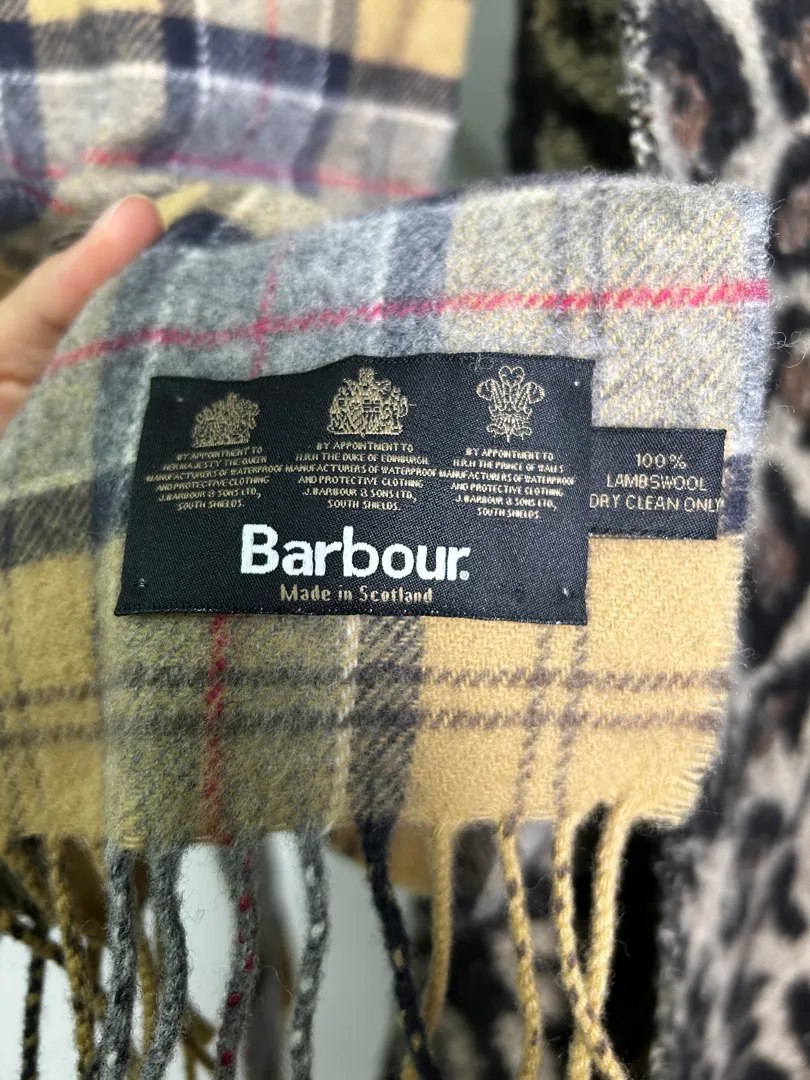 BY APPOINTMENT TO
HER MAJESTY THE QUEEN
MANUFACTURERS OF WATERPROOF
AND PROTECTIVE CLOTHING
J.BARBOUR & SONS LTD,
SOUTH SHIELDS.
BY APPOINTMENT TO
H.R.H THE DUKE OF EDINBURGH
MANUFACTURERS OF WATERPROOF
AND PROTECTIVE CLOTHING
J.BARBOUR & SONS LTD,
SOUTH SHIELDS.
BY APPOINTMENT TO
H.R.H THE PRINCE OF WALES
MANUFACTURERS OF WATERPROOF
AND PROTECTIVE CLOTHING
J.BARBOUR & SONS LTD,
SOUTH SHIELDS.
Barbour.
Made in Scotland
100%
LAMBSWOOL
DRY CLEAN ONLY